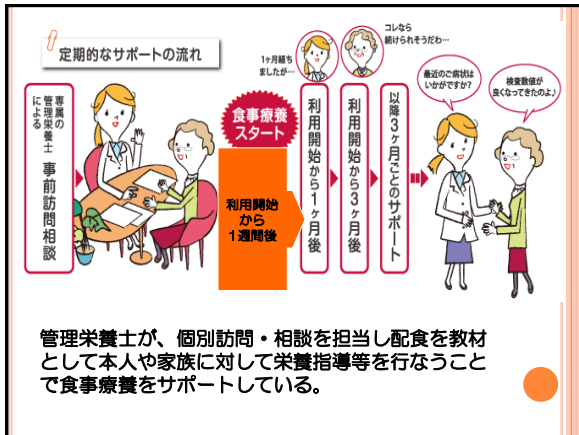 定期的なサポートの流れ
専属の
管理栄養士
による
事前訪問相談
食事療養
スタート
利用開始
から
1週間後
1ヶ月経ち
ましたが…
利用開始から1ヶ月後
コレなら
続けられそうだわ…
利用開始から3ヶ月後
以降3ヶ月ごとのサポート
最近のご病状は
いかがですか?
検査数値が
良くなってきたのよ♪
管理栄養士が、個別訪問・相談を担当し配食を教材
として本人や家族に対して栄養指導等を行なうこと
で食事療養をサポートしている。